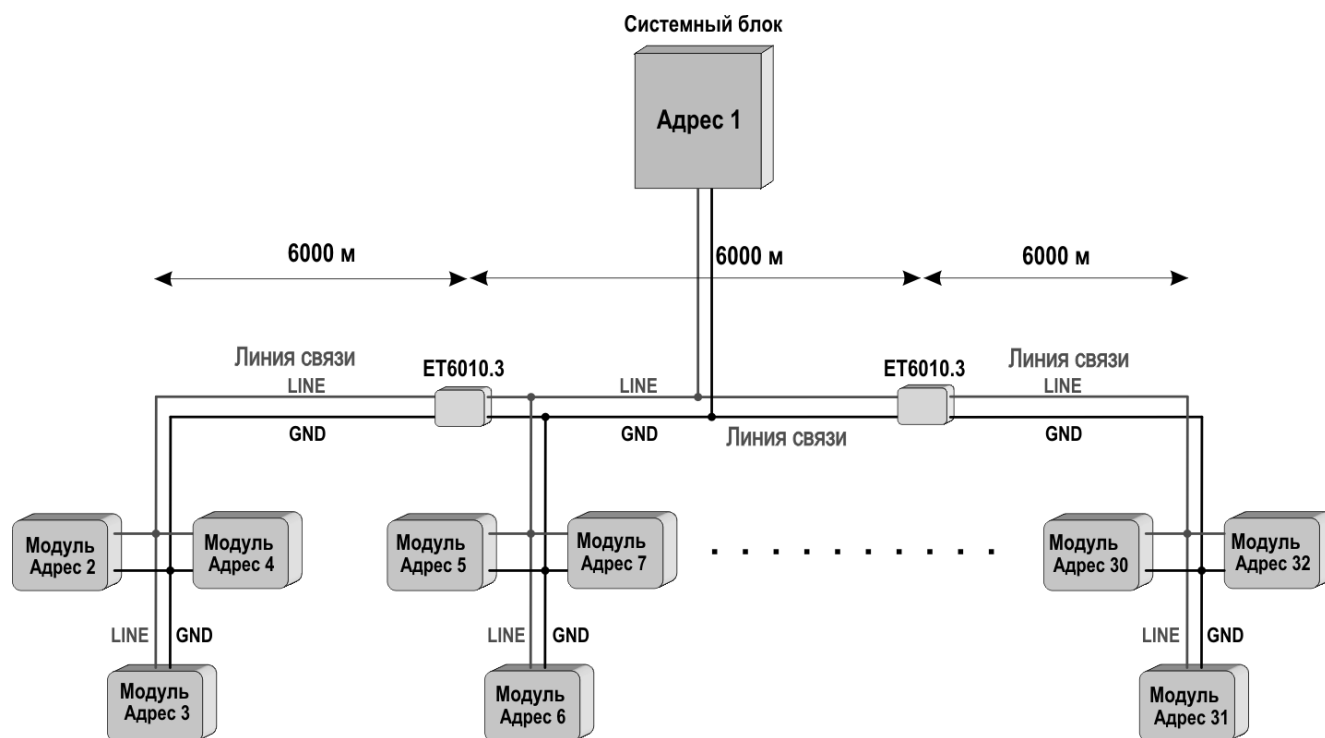 Системный блок
Адрес 1
6000 м
6000 м
6000 м
Линия связи
LINE
ET6010.3
LINE
ET6010.3
Линия связи
LINE
GND
GND
Линия связи
GND
Модуль
Адрес 2
Модуль
Адрес 4
Модуль
Адрес 5
Модуль
Адрес 7
. . . . . . . . . .
Модуль
Адрес 30
Модуль
Адрес 32
LINE
GND
LINE
GND
LINE
GND
Модуль
Адрес 3
Модуль
Адрес 6
Модуль
Адрес 31